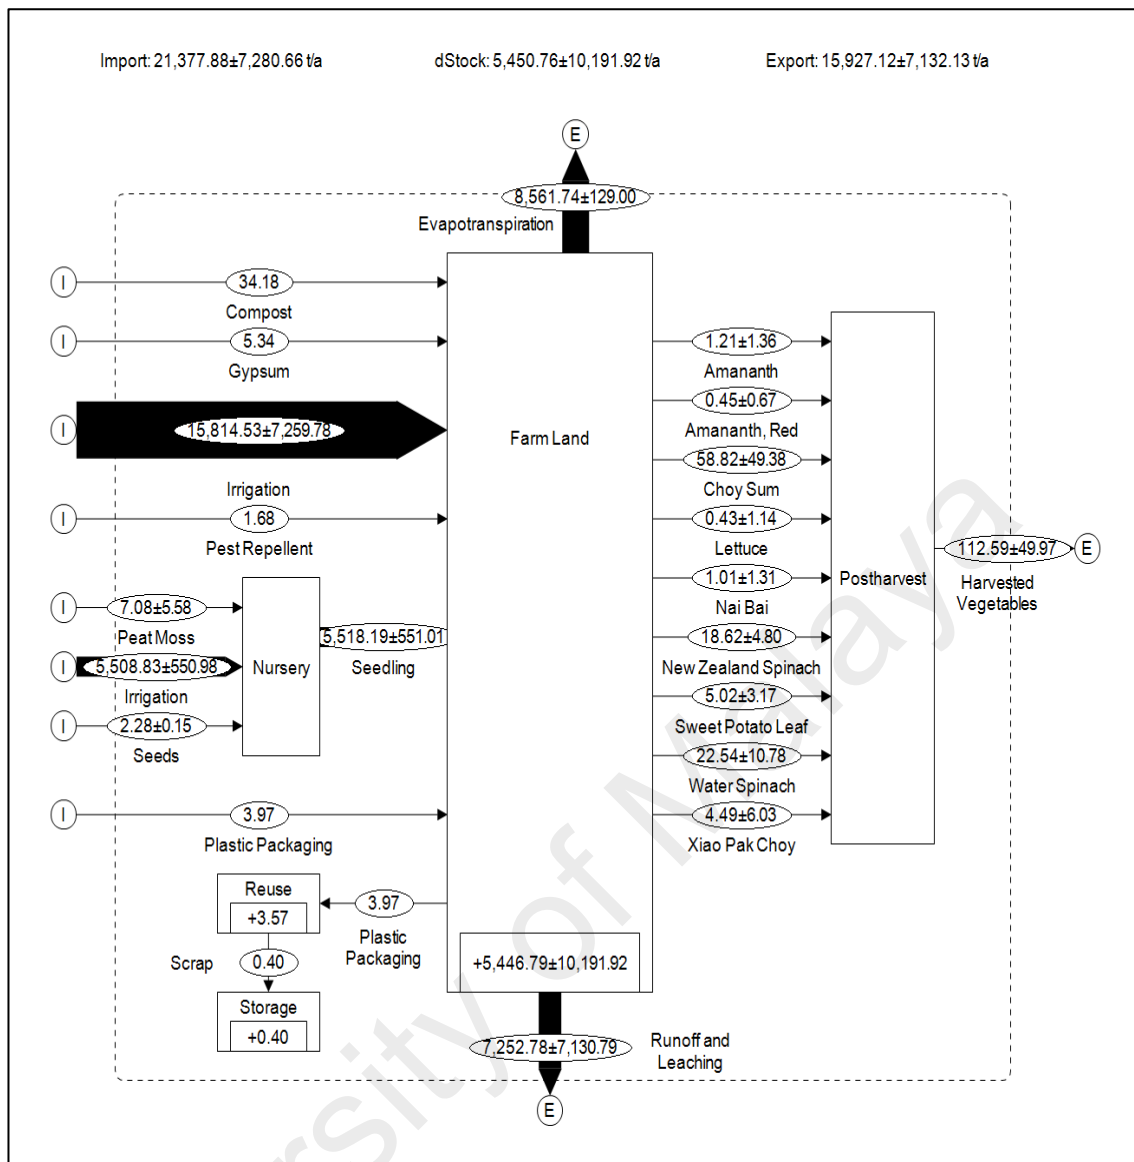 Import: 21,377.88±7,280.66 t/a
dStock: 5,450.76±10,191.92 t/a
Export: 15,927.12±7,132.13 t/a
E
8,561.74±129.00
Evapotranspiration
I
34.18
Compost
I
5.34
Gypsum
I
15,814.53±7,259.78
Irrigation
I
1.68
Pest Repellent
I
7.08±5.58
Peat Moss
I
5,508.83±550.98
Irrigation
I
2.28±0.15
Seeds
Nursery
5,518.19±551.01
Seedling
I
3.97
Plastic Packaging
Farm Land
1.21±1.36
Amananth
0.45±0.67
Amananth, Red
58.82±49.38
Choy Sum
0.43±1.14
Lettuce
1.01±1.31
Nai Bai
18.62±4.80
New Zealand Spinach
5.02±3.17
Sweet Potato Leaf
22.54±10.78
Water Spinach
4.49±6.03
Xiao Pak Choy
Postharvest
112.59±49.97
E
Harvested
Vegetables
Reuse
+3.57
3.97
Plastic
Packaging
Scrap
0.40
Storage
+0.40
+5,446.79±10,191.92
7,252.78±7,130.79
Runoff and
Leaching
E
rsity of Malaya